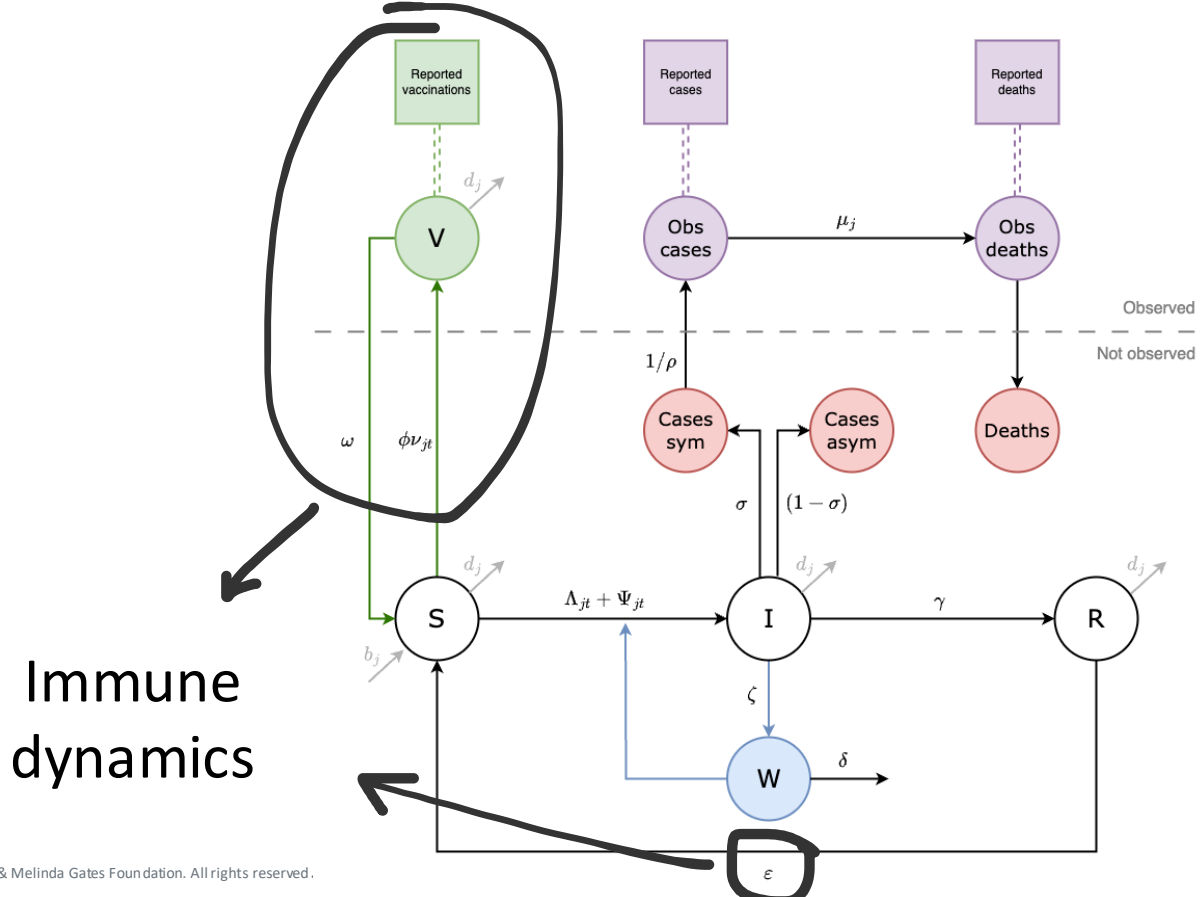 Reported
vaccinations
Reported
cases
Reported
deaths
d_j
V
Obs
cases
μ_j
Obs
deaths
Observed
Not observed
1/ρ
ω
ϕν_jt
Cases
sym
Cases
asym
Deaths
σ
(1 − σ)
d_j
d_j
d_j
S
Λ_jt + Ψ_jt
I
γ
R
b_j
ζ
Immune
dynamics
W
δ
ε
& Melinda Gates Foundation. All rights reserved.